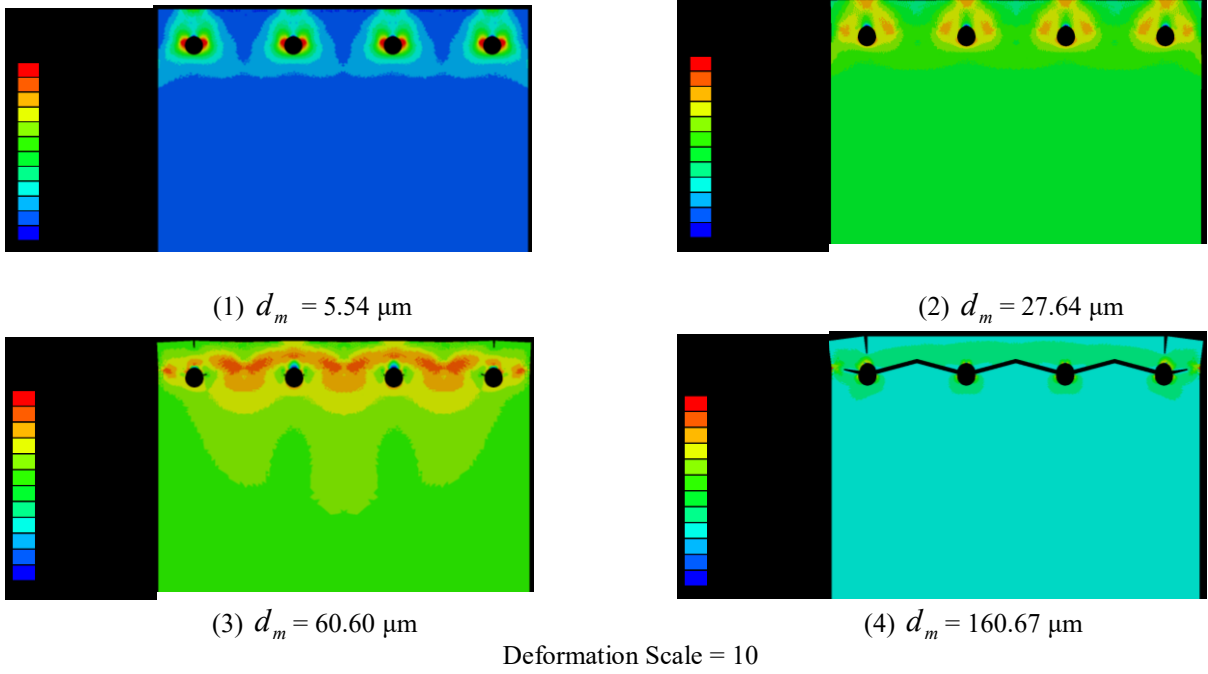 (1) d_m = 5.54 μm
(2) d_m = 27.64 μm
(3) d_m = 60.60 μm
(4) d_m = 160.67 μm
Deformation Scale = 10